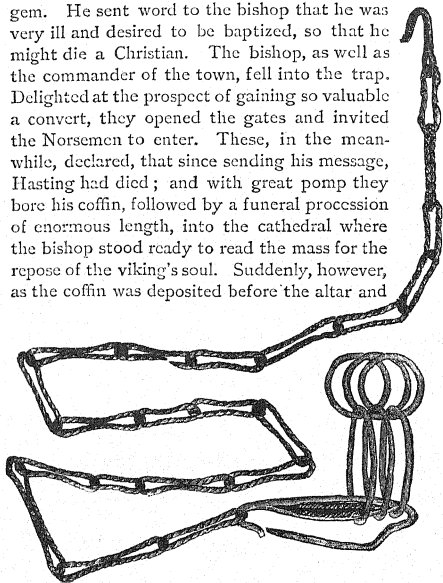 gem. He sent word to the bishop that he was
very ill and desired to be baptized, so that he
might die a Christian. The bishop, as well as
the commander of the town, fell into the trap.
Delighted at the prospect of gaining so valuable
a convert, they opened the gates and invited
the Norsemen to enter. These, in the mean-
while, declared, that since sending his message,
Hasting had died; and with great pomp they
bore his coffin, followed by a funeral procession
of enormous length, into the cathedral where
the bishop stood ready to read the mass for the
repose of the viking's soul. Suddenly, however,
as the coffin was deposited before the altar and